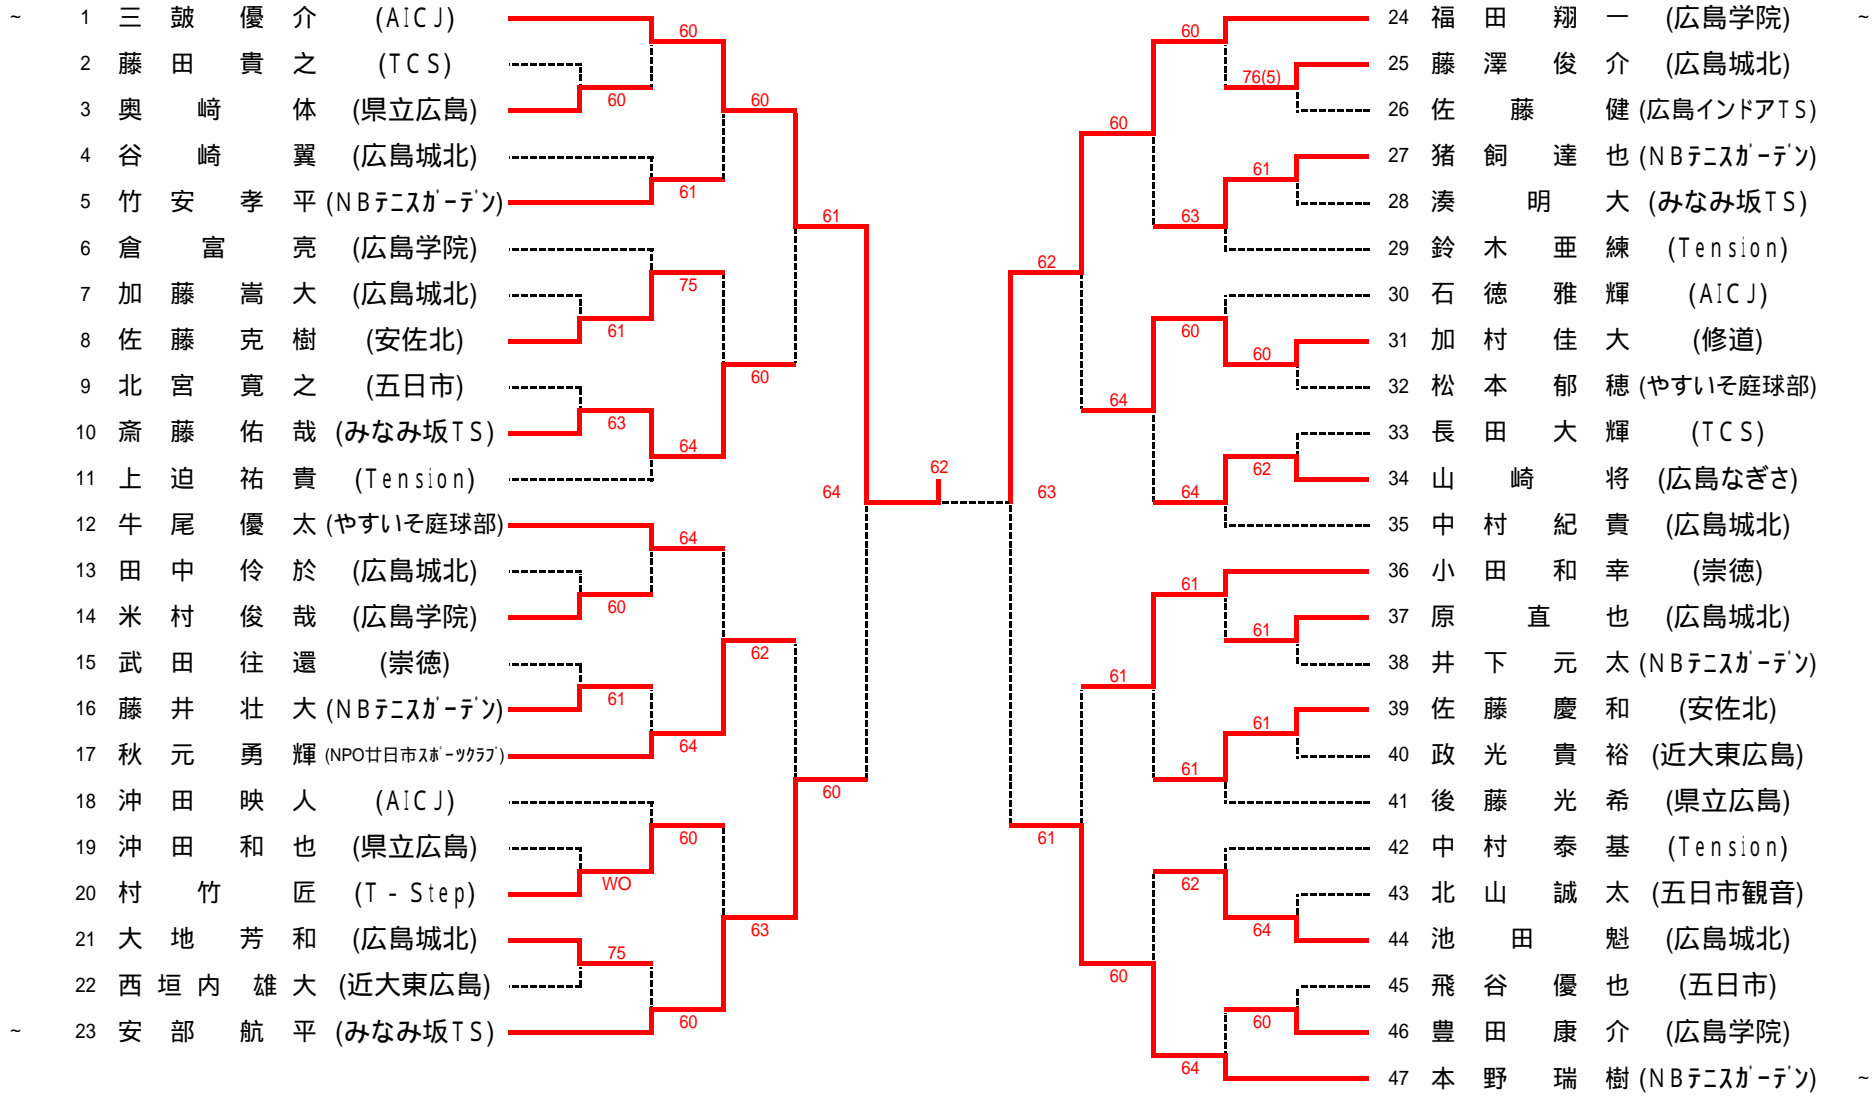 ~ 1 三 鼓 優 介 (AICJ)
2 藤 田 貴 之 (TCS)
3 奥 﨑 体 (県立広島)
4 谷 崎 翼 (広島城北)
5 竹 安 孝 平 (NBテニスガーデン)
6 倉 富 亮 (広島学院)
7 加 藤 嵩 大 (広島城北)
8 佐 藤 克 樹 (安佐北)
9 北 宮 寛 之 (五日市)
10 斎 藤 佑 哉 (みなみ坂TS)
11 上 迫 祐 貴 (Tension)
12 牛 尾 優 太 (やすいそ庭球部)
13 田 中 伶 於 (広島城北)
14 米 村 俊 哉 (広島学院)
15 武 田 往 還 (崇徳)
16 藤 井 壮 大 (NBテニスガーデン)
17 秋 元 勇 輝 (NPO廿日市スポーツクラブ)
18 沖 田 映 人 (AICJ)
19 沖 田 和 也 (県立広島)
20 村 竹 匠 (T-Step)
21 大 地 芳 和 (広島城北)
22 西 垣 内 雄 大 (近大東広島)
~ 23 安 部 航 平 (みなみ坂TS)
60
60
60
61
61
75
61
60
63
64
64
64
60
62
61
64
60
60
WO
63
75
60
62
63
62
60
76(5)
60
61
63
60
60
64
62
64
61
61
61
61
61
61
62
64
60
60
64
24 福 田 翔 一 (広島学院) ~
25 藤 澤 俊 介 (広島城北)
26 佐 藤 健 (広島インドアTS)
27 猪 飼 達 也 (NBテニスガーデン)
28 湊 明 大 (みなみ坂TS)
29 鈴 木 亜 練 (Tension)
30 石 徳 雅 輝 (AICJ)
31 加 村 佳 大 (修道)
32 松 本 郁 穂 (やすいそ庭球部)
33 長 田 大 輝 (TCS)
34 山 崎 将 (広島なぎさ)
35 中 村 紀 貴 (広島城北)
36 小 田 和 幸 (崇徳)
37 原 直 也 (広島城北)
38 井 下 元 太 (NBテニスガーデン)
39 佐 藤 慶 和 (安佐北)
40 政 光 貴 裕 (近大東広島)
41 後 藤 光 希 (県立広島)
42 中 村 泰 基 (Tension)
43 北 山 誠 太 (五日市観音)
44 池 田 魁 (広島城北)
45 飛 谷 優 也 (五日市)
46 豊 田 康 介 (広島学院)
47 本 野 瑞 樹 (NBテニスガーデン) ~